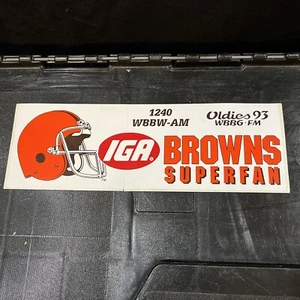 1240
WBBW-AM
Oldies 93
WBBG-FM
IGA®
BROWNS
SUPERFAN